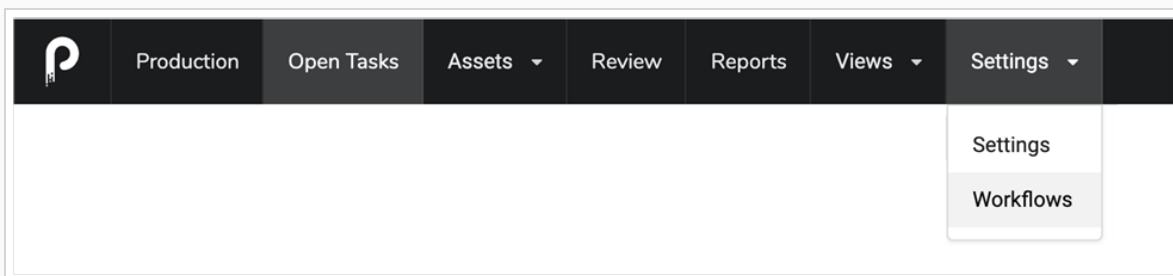 Production Open Tasks Assets Review Reports Views Settings
Settings
Workflows